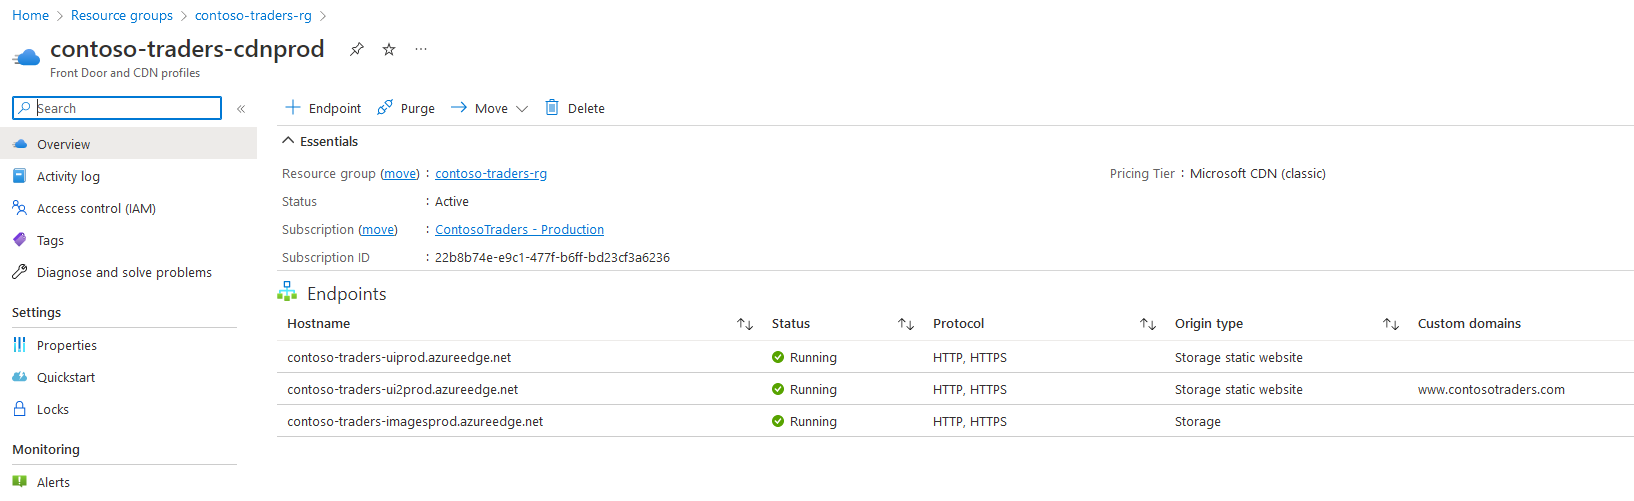 Home > Resource groups > contoso-traders-rg >
contoso-traders-cdnprod
Front Door and CDN profiles
Search
«
Overview
Activity log
Access control (IAM)
Tags
Diagnose and solve problems
Settings
Properties
Quickstart
Locks
Monitoring
Alerts
+ Endpoint Purge Move Delete
Essentials
Resource group (move) : contoso-traders-rg Pricing Tier : Microsoft CDN (classic)
Status : Active
Subscription (move) : ContosoTraders - Production
Subscription ID : 22b8b74e-e9c1-477f-b6ff-bd23cf3a6236
Endpoints
Hostname Status Protocol Origin type Custom domains
contoso-traders-uiprod.azureedge.net Running HTTP, HTTPS Storage static website
contoso-traders-ui2prod.azureedge.net Running HTTP, HTTPS Storage static website www.contosotraders.com
contoso-traders-imagesprod.azureedge.net Running HTTP, HTTPS Storage